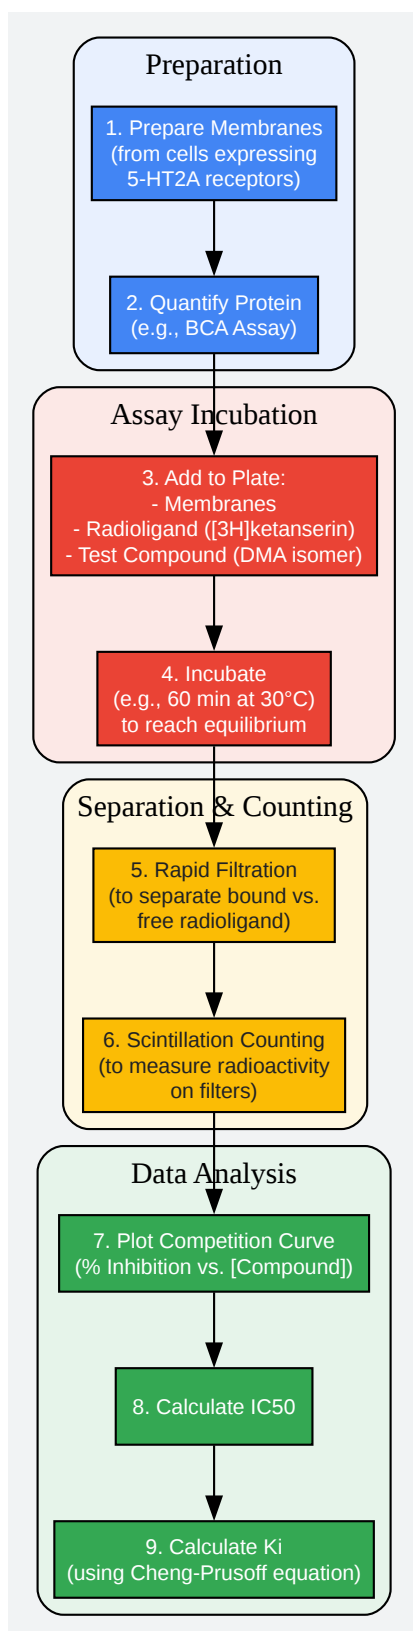 Preparation
1. Prepare Membranes
(from cells expressing
5-HT2A receptors)
2. Quantify Protein
(e.g., BCA Assay)
Assay Incubation
3. Add to Plate:
- Membranes
- Radioligand ([3H]ketanserin)
- Test Compound (DMA isomer)
4. Incubate
(e.g., 60 min at 30°C)
to reach equilibrium
Separation & Counting
5. Rapid Filtration
(to separate bound vs.
free radioligand)
6. Scintillation Counting
(to measure radioactivity
on filters)
Data Analysis
7. Plot Competition Curve
(% Inhibition vs. [Compound])
8. Calculate IC50
9. Calculate Ki
(using Cheng-Prusoff equation)